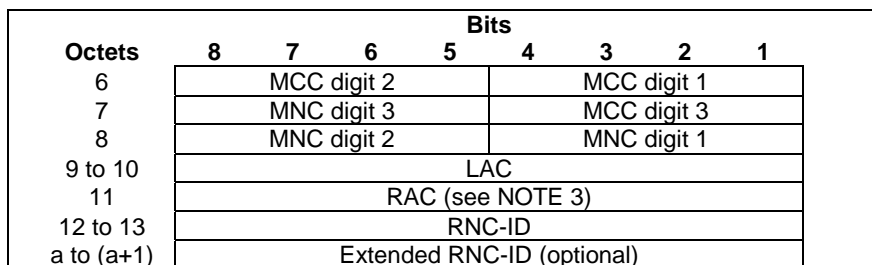 Bits
Octets 8 7 6 5 4 3 2 1
6 MCC digit 2 MCC digit 1
7 MNC digit 3 MCC digit 3
8 MNC digit 2 MNC digit 1
9 to 10 LAC
11 RAC (see NOTE 3)
12 to 13 RNC-ID
a to (a+1) Extended RNC-ID (optional)